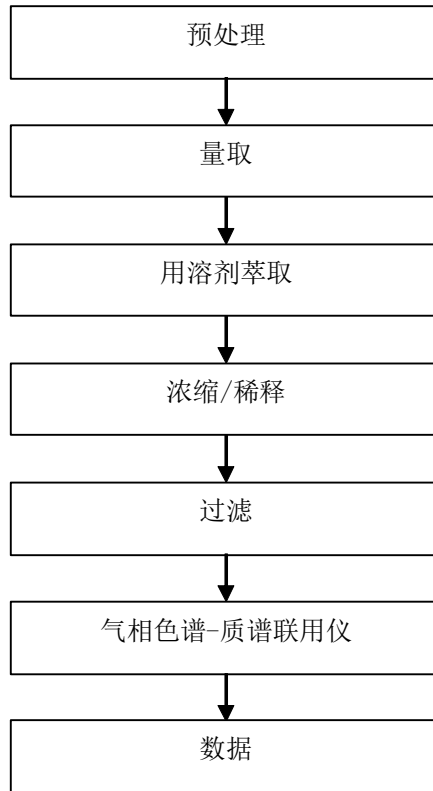 预处理
量取
用溶剂萃取
浓缩/稀释
过滤
气相色谱-质谱联用仪
数据